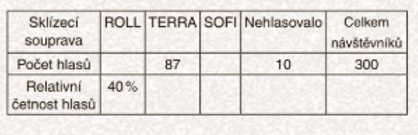 Sklízecí souprava ROLL TERRA SOFI Nehlasovalo Celkem návštěvníků
Počet hlasů 87 10 300
Relativní četnost hlasů 40 %